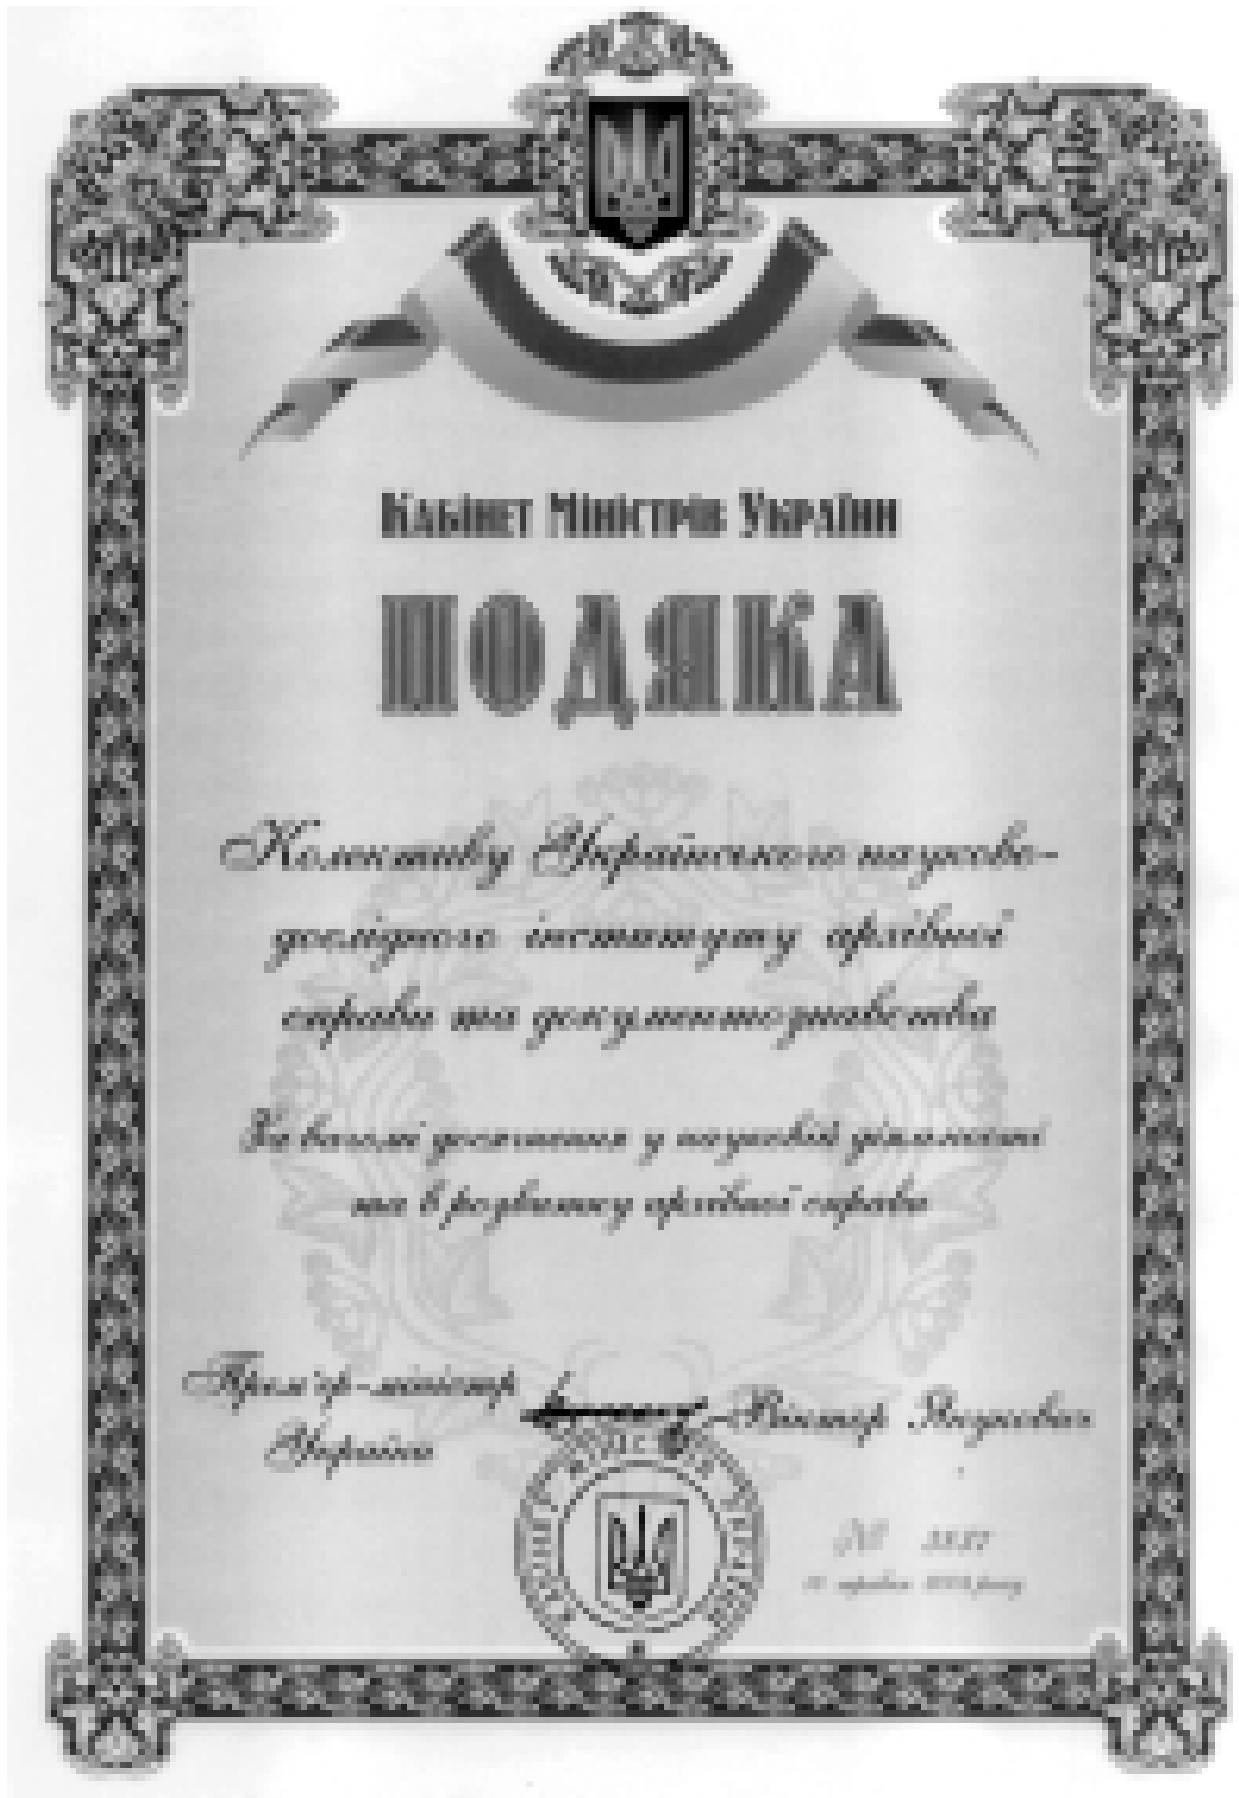 Кабінет Міністрів України
ПОДЯКА
Колективу Українського науково-
дослідного інституту архівної
справи та документознавства
За вагомі досягнення у науковій діяльності
та в розвитку архівної справи
Прем'єр-міністр
України
Віктор Янукович
№